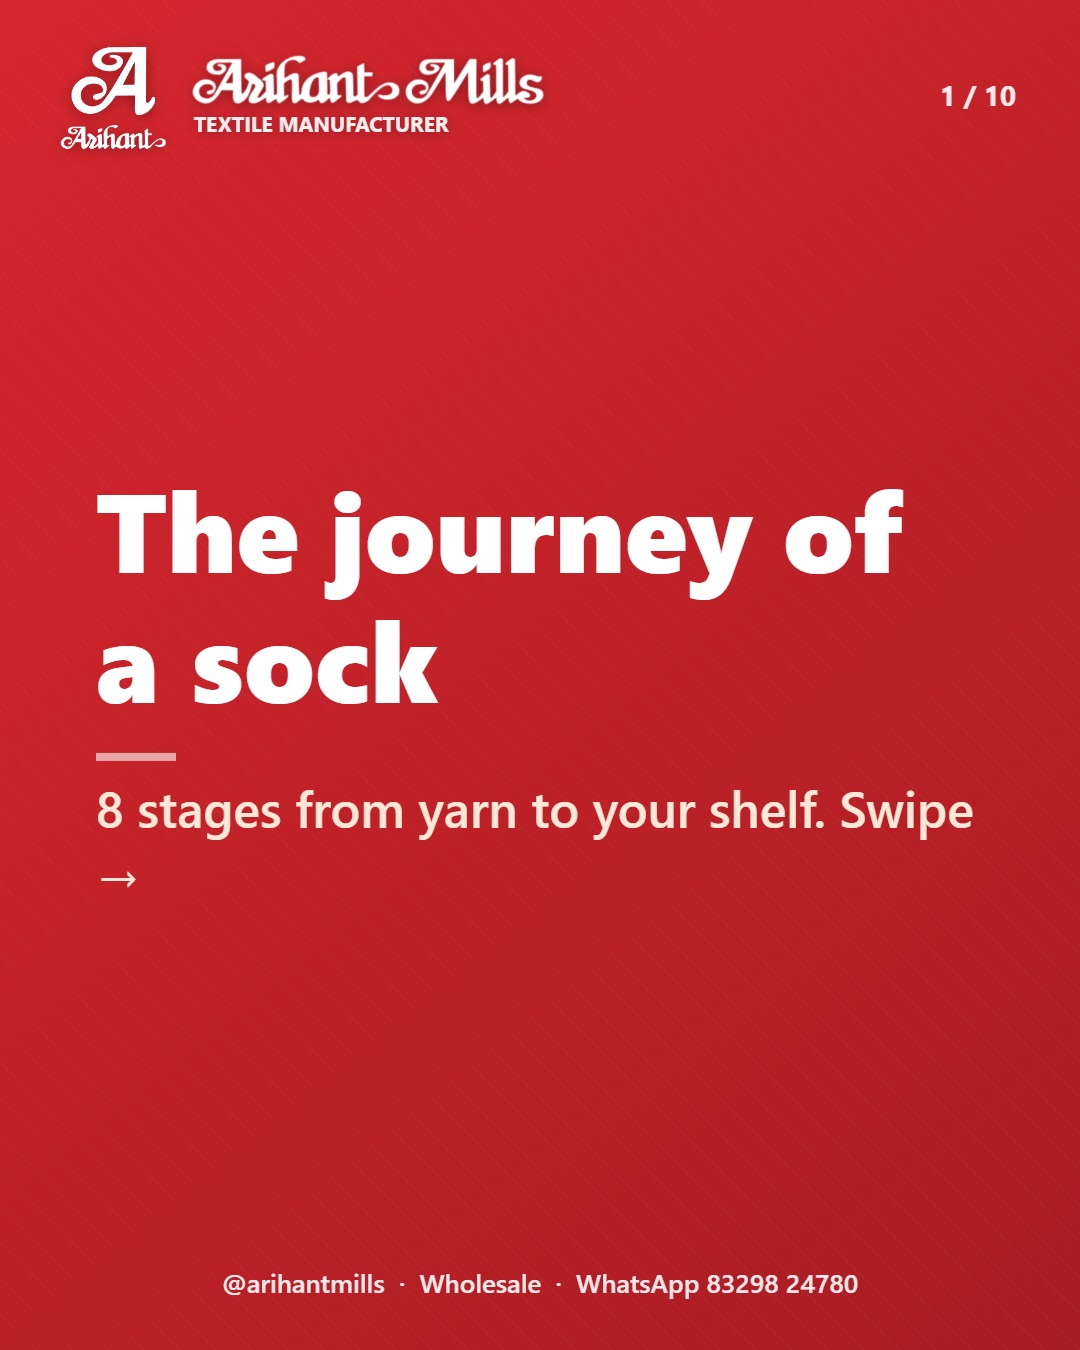 A
Arihant
Arihant Mills
TEXTILE MANUFACTURER
1 / 10
The journey of
a sock
8 stages from yarn to your shelf. Swipe
→
@arihantmills · Wholesale · WhatsApp 83298 24780